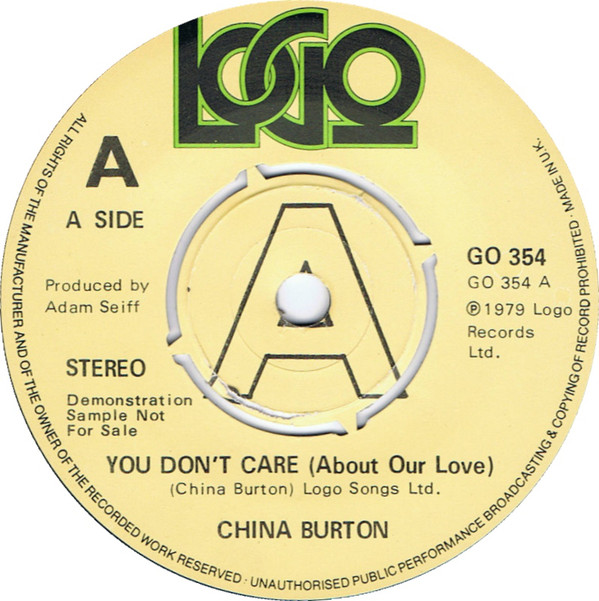 LOGO
A
A SIDE
Produced by
Adam Seiff
STEREO
Demonstration
Sample Not
For Sale
A
GO 354
GO 354 A
℗1979 Logo
Records
Ltd.
YOU DON'T CARE (About Our Love)
(China Burton) Logo Songs Ltd.
CHINA BURTON
ALL RIGHTS OF THE MANUFACTURER AND OF THE OWNER OF THE RECORDED WORK RESERVED · UNAUTHORISED PUBLIC PERFORMANCE BROADCASTING & COPYING OF RECORD PROHIBITED · MADE IN U.K.